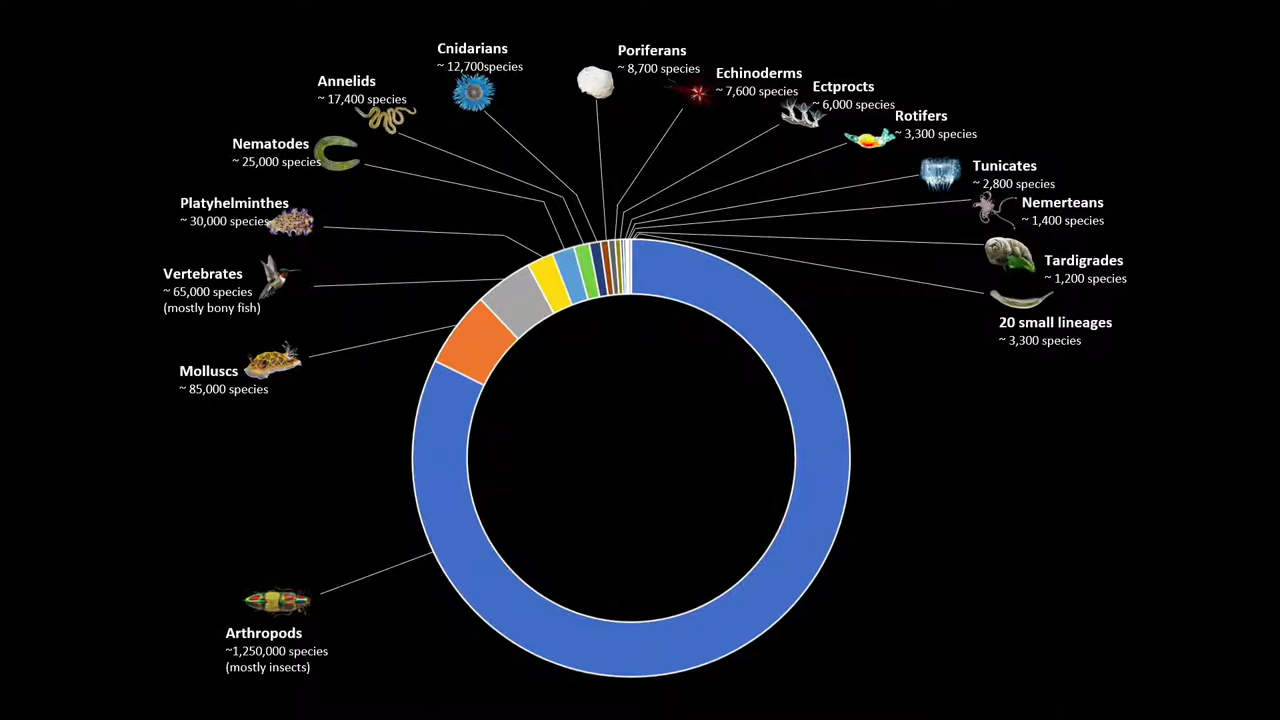 Cnidarians
~ 12,700species
Poriferans
~ 8,700 species
Echinoderms
~ 7,600 species
Annelids
~ 17,400 species
Ectprocts
~ 6,000 species
Rotifers
~ 3,300 species
Nematodes
~ 25,000 species
Tunicates
~ 2,800 species
Platyhelminthes
~ 30,000 species
Nemerteans
~ 1,400 species
Vertebrates
~ 65,000 species
(mostly bony fish)
Tardigrades
~ 1,200 species
20 small lineages
~ 3,300 species
Molluscs
~ 85,000 species
Arthropods
~1,250,000 species
(mostly insects)